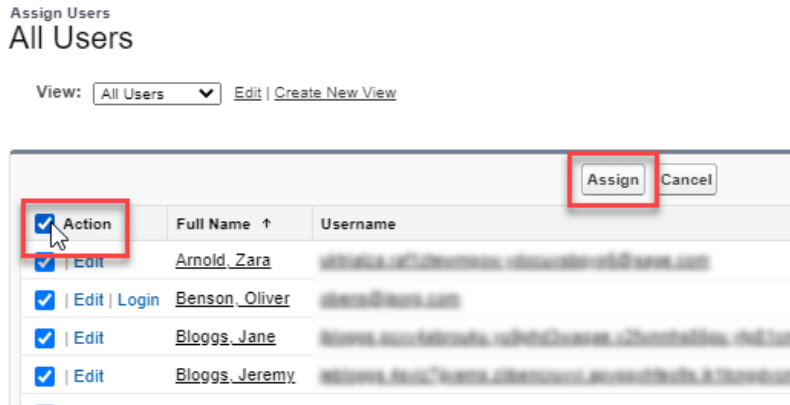 Assign Users
All Users
View: All Users Edit | Create New View
Assign Cancel
Action Full Name ↑ Username
| Edit Arnold, Zara
| Edit | Login Benson, Oliver
| Edit Bloggs, Jane
| Edit Bloggs, Jeremy